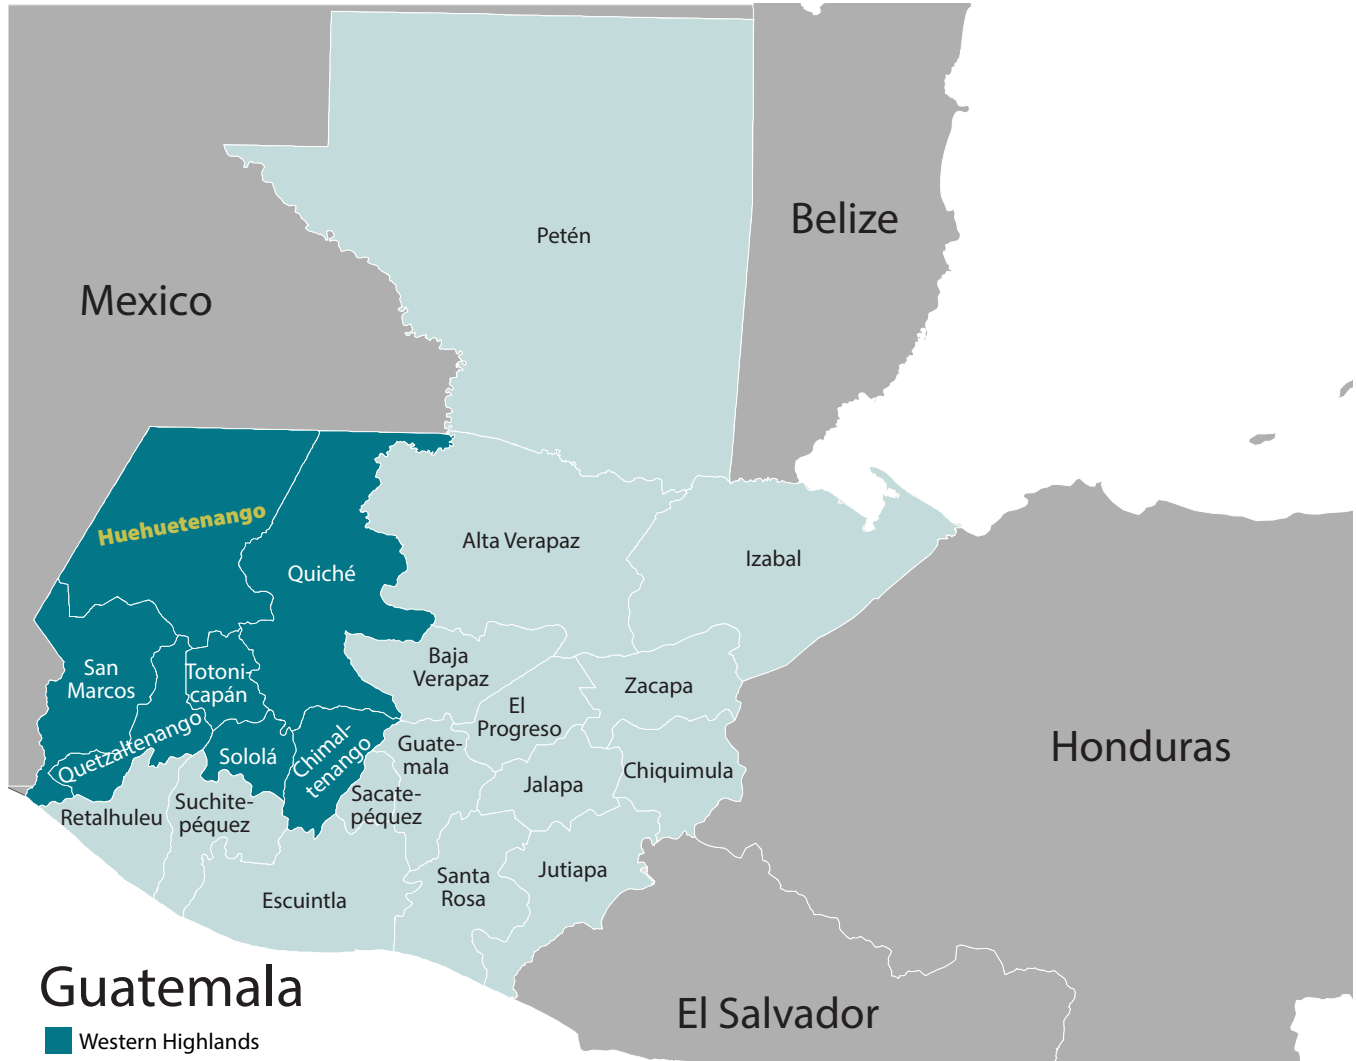 Petén
Belize
Mexico
Huehuetenango
Quiché
Alta Verapaz
Izabal
San
Marcos
Totoni-
capán
Baja
Verapaz
Zacapa
El
Progreso
Quetzaltenango
Sololá
Chimal-
tenango
Guate-
mala
Honduras
Jalapa
Chiquimula
Retalhuleu
Suchite-
péquez
Sacate-
péquez
Santa
Rosa
Jutiapa
Escuintla
Guatemala
El Salvador
Western Highlands